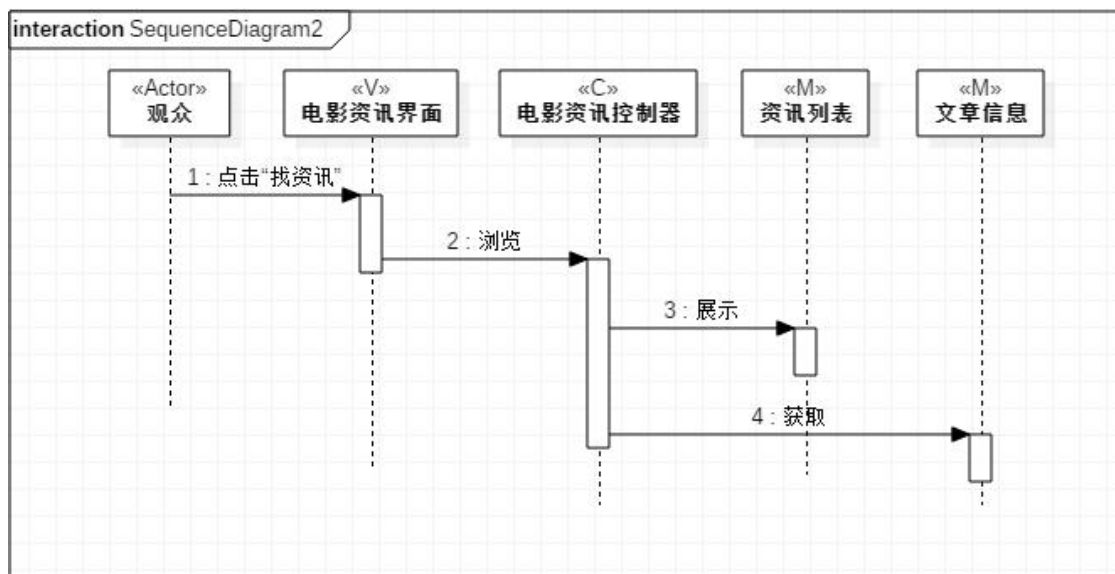 interaction SequenceDiagram2
«Actor»
观众
«V»
电影资讯界面
«C»
电影资讯控制器
«M»
资讯列表
«M»
文章信息
1 : 点击“找资讯”
2 : 浏览
3 : 展示
4 : 获取